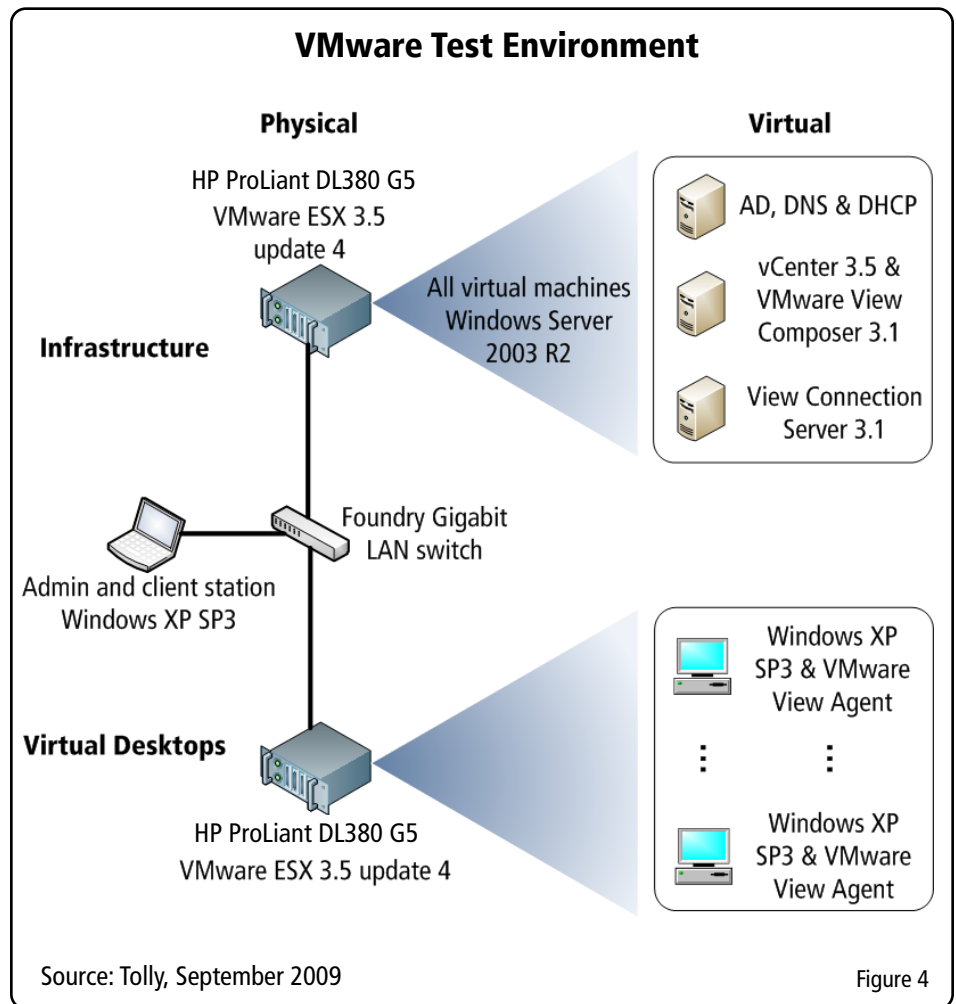 VMware Test Environment
Physical
Virtual
HP ProLiant DL380 G5
VMware ESX 3.5
update 4
Infrastructure
All virtual machines
Windows Server
2003 R2
AD, DNS & DHCP
vCenter 3.5 &
VMware View
Composer 3.1
View Connection
Server 3.1
Foundry Gigabit
LAN switch
Admin and client station
Windows XP SP3
Virtual Desktops
HP ProLiant DL380 G5
VMware ESX 3.5 update 4
Windows XP
SP3 & VMware
View Agent
⋮ ⋮
Windows XP
SP3 & VMware
View Agent
Source: Tolly, September 2009
Figure 4